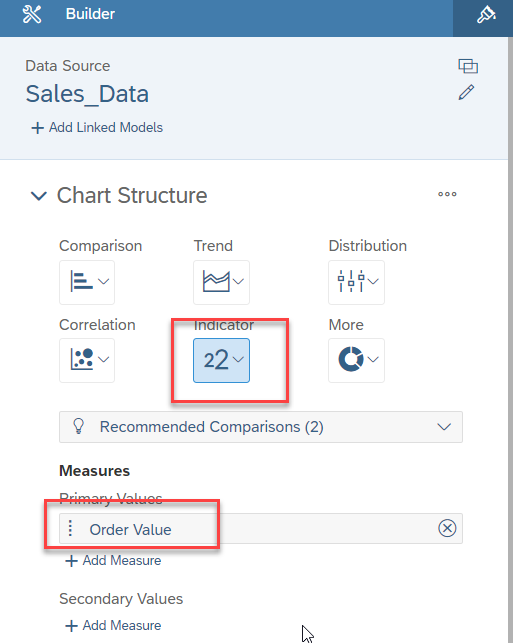 Builder
Data Source
Sales_Data
+ Add Linked Models
Chart Structure
Comparison Trend Distribution
Correlation Indicator More
22
Recommended Comparisons (2)
Measures
Primary Values
Order Value
+ Add Measure
Secondary Values
+ Add Measure